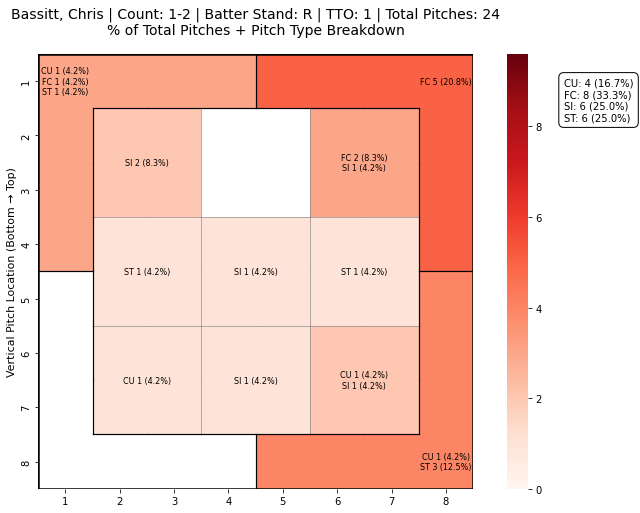 Bassitt, Chris | Count: 1-2 | Batter Stand: R | TTO: 1 | Total Pitches: 24
% of Total Pitches + Pitch Type Breakdown
CU 1 (4.2%)
FC 1 (4.2%)
ST 1 (4.2%)
FC 5 (20.8%)
SI 2 (8.3%)
FC 2 (8.3%)
SI 1 (4.2%)
ST 1 (4.2%)
SI 1 (4.2%)
ST 1 (4.2%)
CU 1 (4.2%)
SI 1 (4.2%)
CU 1 (4.2%)
SI 1 (4.2%)
CU 1 (4.2%)
ST 3 (12.5%)
Vertical Pitch Location (Bottom → Top)
1
2
3
4
5
6
7
8
1 2 3 4 5 6 7 8
8
6
4
2
0
CU: 4 (16.7%)
FC: 8 (33.3%)
SI: 6 (25.0%)
ST: 6 (25.0%)